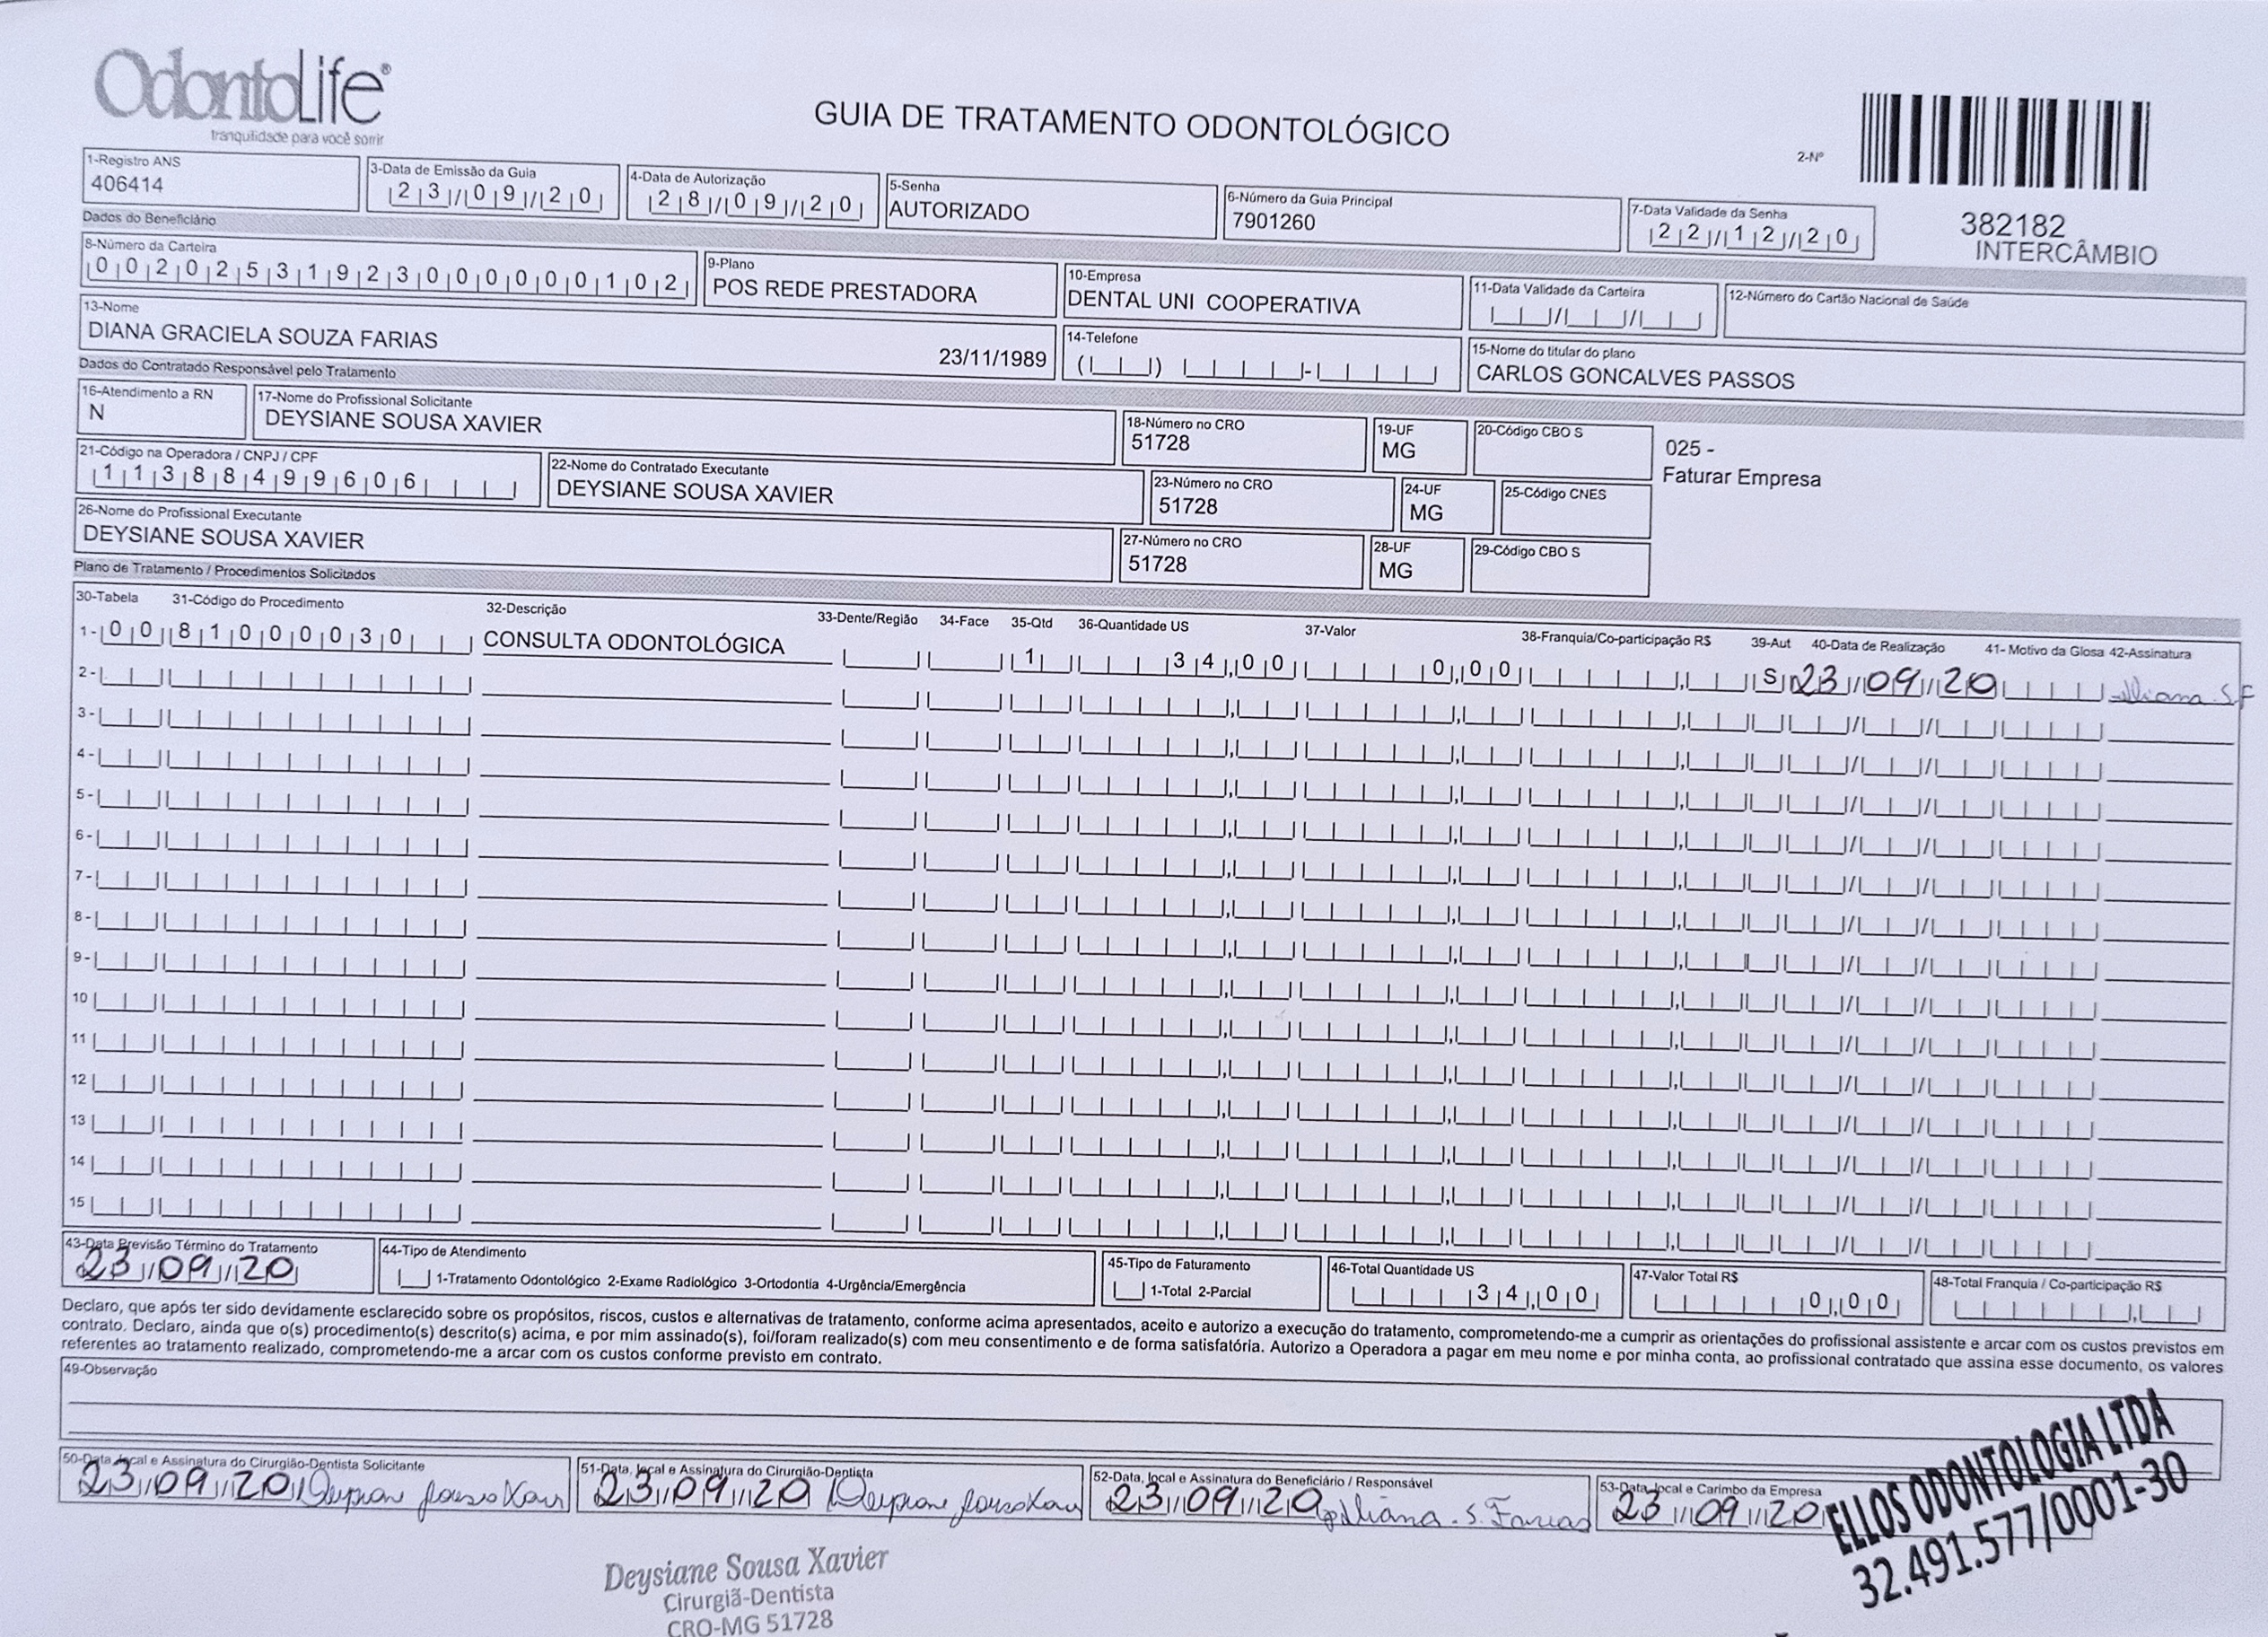 OdontoLife®
tranquilidade para você sorrir
GUIA DE TRATAMENTO ODONTOLÓGICO
2-Nº
382182
INTERCÂMBIO
1-Registro ANS
406414
3-Data de Emissão da Guia
23/09/20
4-Data de Autorização
28/09/20
5-Senha
AUTORIZADO
6-Número da Guia Principal
7901260
7-Data Validade da Senha
22/12/20
Dados do Beneficiário
8-Número da Carteira
00202531923000000102
9-Plano
POS REDE PRESTADORA
10-Empresa
DENTAL UNI COOPERATIVA
11-Data Validade da Carteira
12-Número do Cartão Nacional de Saúde
13-Nome
DIANA GRACIELA SOUZA FARIAS 23/11/1989
14-Telefone
15-Nome do titular do plano
CARLOS GONCALVES PASSOS
Dados do Contratado Responsável pelo Tratamento
16-Atendimento a RN
N
17-Nome do Profissional Solicitante
DEYSIANE SOUSA XAVIER
18-Número no CRO
51728
19-UF
MG
20-Código CBO S
025 -
Faturar Empresa
21-Código na Operadora / CNPJ / CPF
11388499606
22-Nome do Contratado Executante
DEYSIANE SOUSA XAVIER
23-Número no CRO
51728
24-UF
MG
25-Código CNES
26-Nome do Profissional Executante
DEYSIANE SOUSA XAVIER
27-Número no CRO
51728
28-UF
MG
29-Código CBO S
Plano de Tratamento / Procedimentos Solicitados
30-Tabela 31-Código do Procedimento 32-Descrição 33-Dente/Região 34-Face 35-Qtd 36-Quantidade US 37-Valor 38-Franquia/Co-participação R$ 39-Aut 40-Data de Realização 41- Motivo da Glosa 42-Assinatura
1- 00 81000030 CONSULTA ODONTOLÓGICA 1 34,00 0,00 S 23/09/20 Diana S.F
2-
3-
4-
5-
6-
7-
8-
9-
10
11
12
13
14
15
43-Data Previsão Término do Tratamento
23/09/20
44-Tipo de Atendimento
1-Tratamento Odontológico 2-Exame Radiológico 3-Ortodontia 4-Urgência/Emergência
45-Tipo de Faturamento
1-Total 2-Parcial
46-Total Quantidade US
34,00
47-Valor Total R$
0,00
48-Total Franquia / Co-participação R$
Declaro, que após ter sido devidamente esclarecido sobre os propósitos, riscos, custos e alternativas de tratamento, conforme acima apresentados, aceito e autorizo a execução do tratamento, comprometendo-me a cumprir as orientações do profissional assistente e arcar com os custos previstos em
contrato. Declaro, ainda que o(s) procedimento(s) descrito(s) acima, e por mim assinado(s), foi/foram realizado(s) com meu consentimento e de forma satisfatória. Autorizo a Operadora a pagar em meu nome e por minha conta, ao profissional contratado que assina esse documento, os valores
referentes ao tratamento realizado, comprometendo-me a arcar com os custos conforme previsto em contrato.
49-Observação
50-Data, local e Assinatura do Cirurgião-Dentista Solicitante
23/09/20 Deysiane Sousa Xavier
51-Data, local e Assinatura do Cirurgião-Dentista
23/09/20 Deysiane Sousa Xavier
52-Data, local e Assinatura do Beneficiário / Responsável
23/09/20 Diana. S. Farias
53-Data, local e Carimbo da Empresa
23/09/20
ELLOS ODONTOLOGIA LTDA
32.491.577/0001-30
Deysiane Sousa Xavier
Cirurgiã-Dentista
CRO-MG 51728